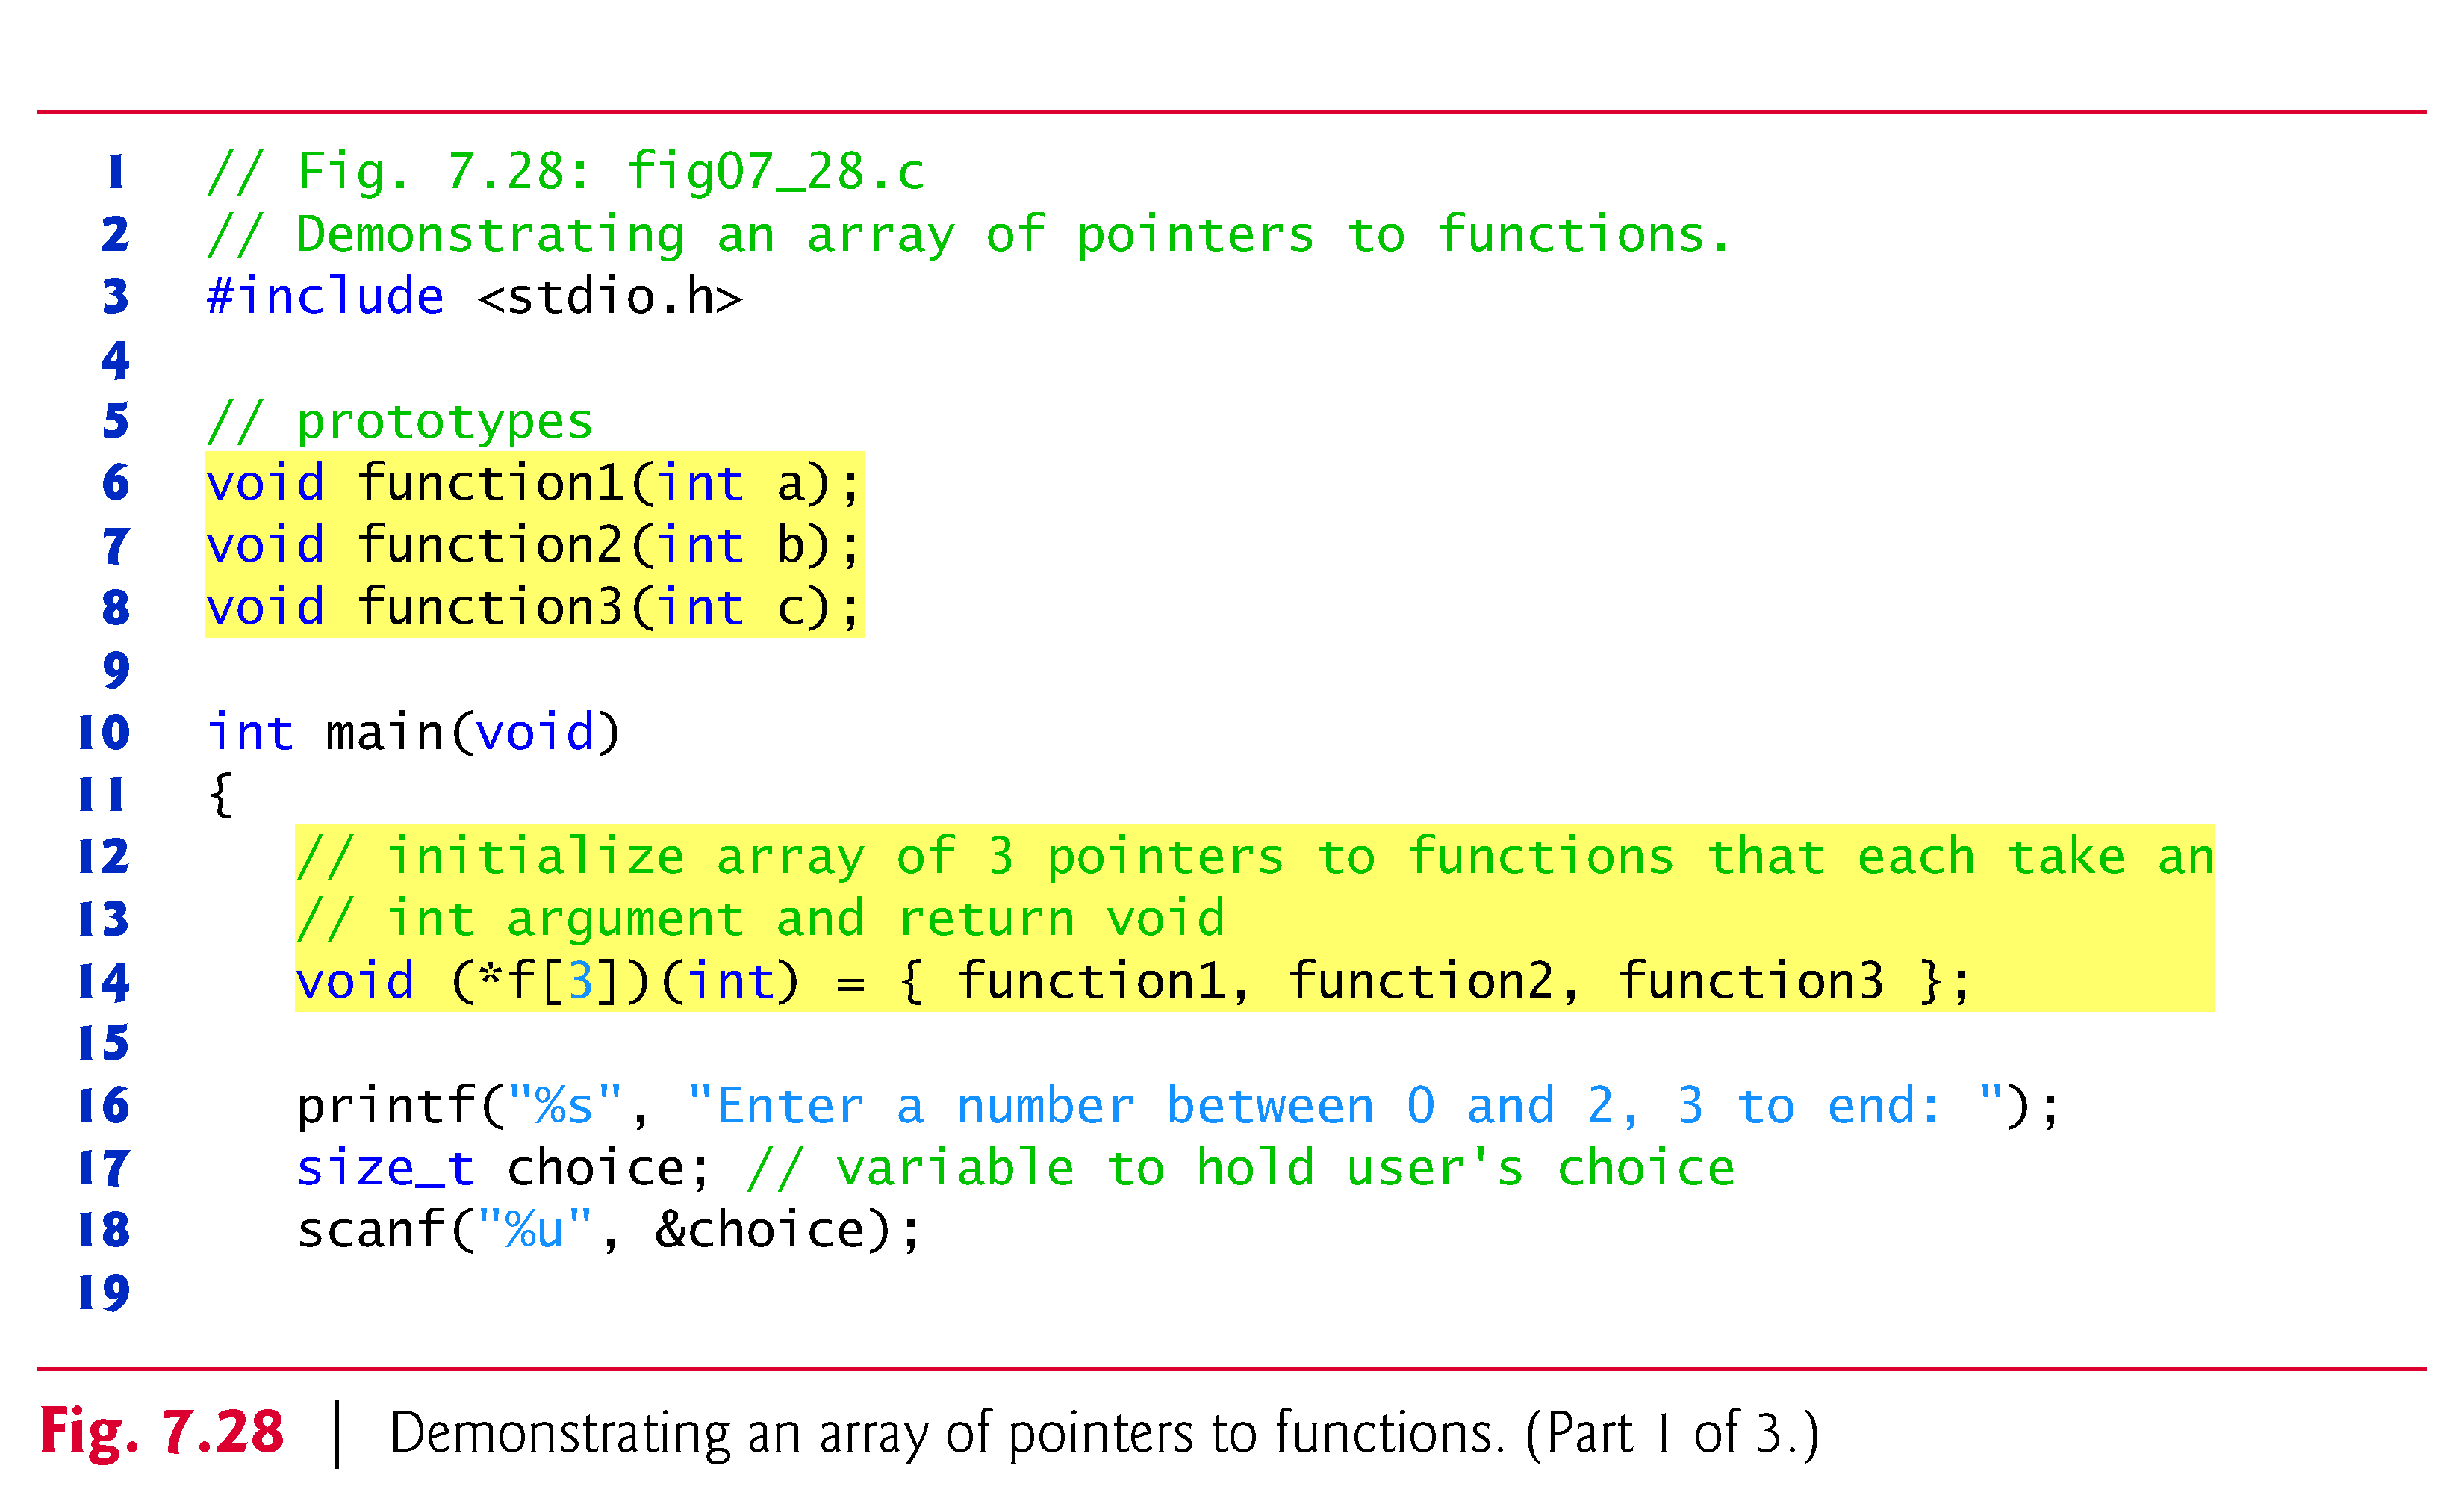 1 // Fig. 7.28: fig07_28.c
2 // Demonstrating an array of pointers to functions.
3 #include <stdio.h>
4
5 // prototypes
6 void function1(int a);
7 void function2(int b);
8 void function3(int c);
9
10 int main(void)
11 {
12 // initialize array of 3 pointers to functions that each take an
13 // int argument and return void
14 void (*f[3])(int) = { function1, function2, function3 };
15
16 printf("%s", "Enter a number between 0 and 2, 3 to end: ");
17 size_t choice; // variable to hold user's choice
18 scanf("%u", &choice);
19
Fig. 7.28 | Demonstrating an array of pointers to functions. (Part 1 of 3.)